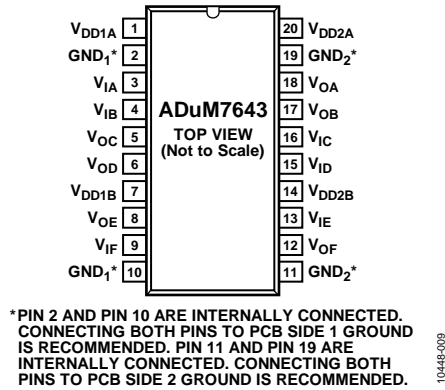 VDD1A 1 20 VDD2A
GND1* 2 19 GND2*
VIA 3 18 VOA
VIB 4 ADuM7643 17 VOB
VOC 5 TOP VIEW 16 VIC
VOD 6 (Not to Scale) 15 VID
VDD1B 7 14 VDD2B
VOE 8 13 VIE
VIF 9 12 VOF
GND1* 10 11 GND2*
*PIN 2 AND PIN 10 ARE INTERNALLY CONNECTED.
CONNECTING BOTH PINS TO PCB SIDE 1 GROUND
IS RECOMMENDED. PIN 11 AND PIN 19 ARE
INTERNALLY CONNECTED. CONNECTING BOTH
PINS TO PCB SIDE 2 GROUND IS RECOMMENDED.
10448-009